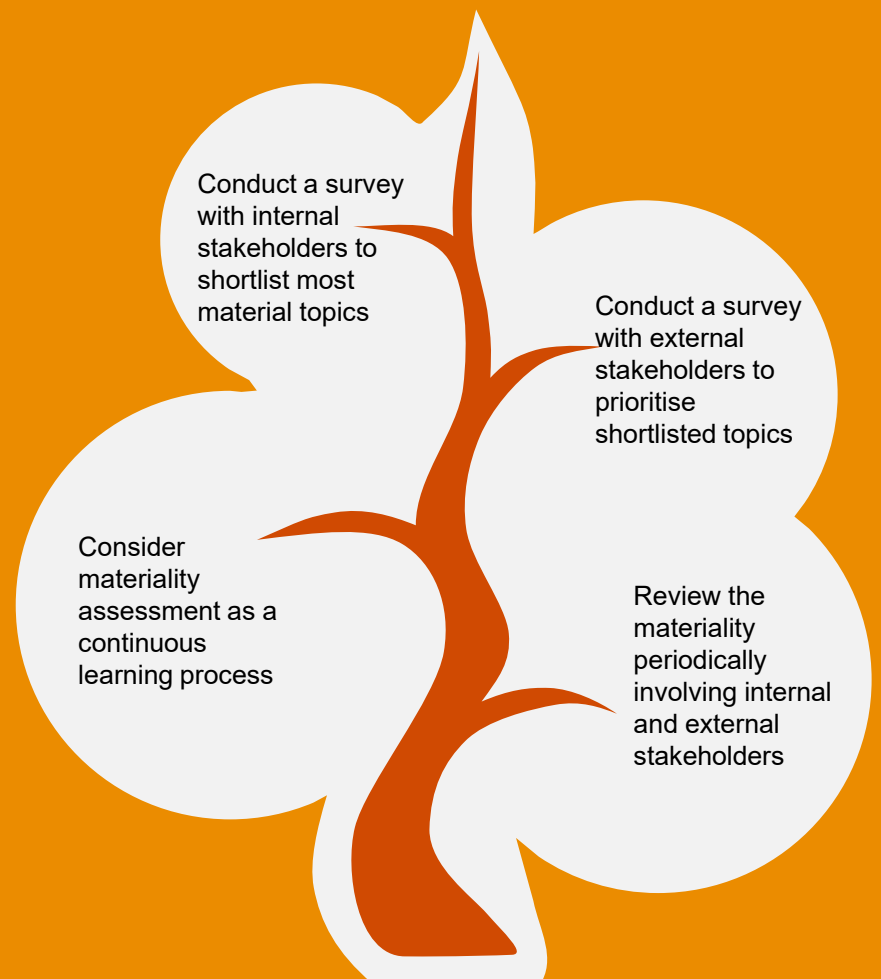 Conduct a survey
with internal
stakeholders to
shortlist most
material topics
Conduct a survey
with external
stakeholders to
prioritise
shortlisted topics
Consider
materiality
assessment as a
continuous
learning process
Review the
materiality
periodically
involving internal
and external
stakeholders